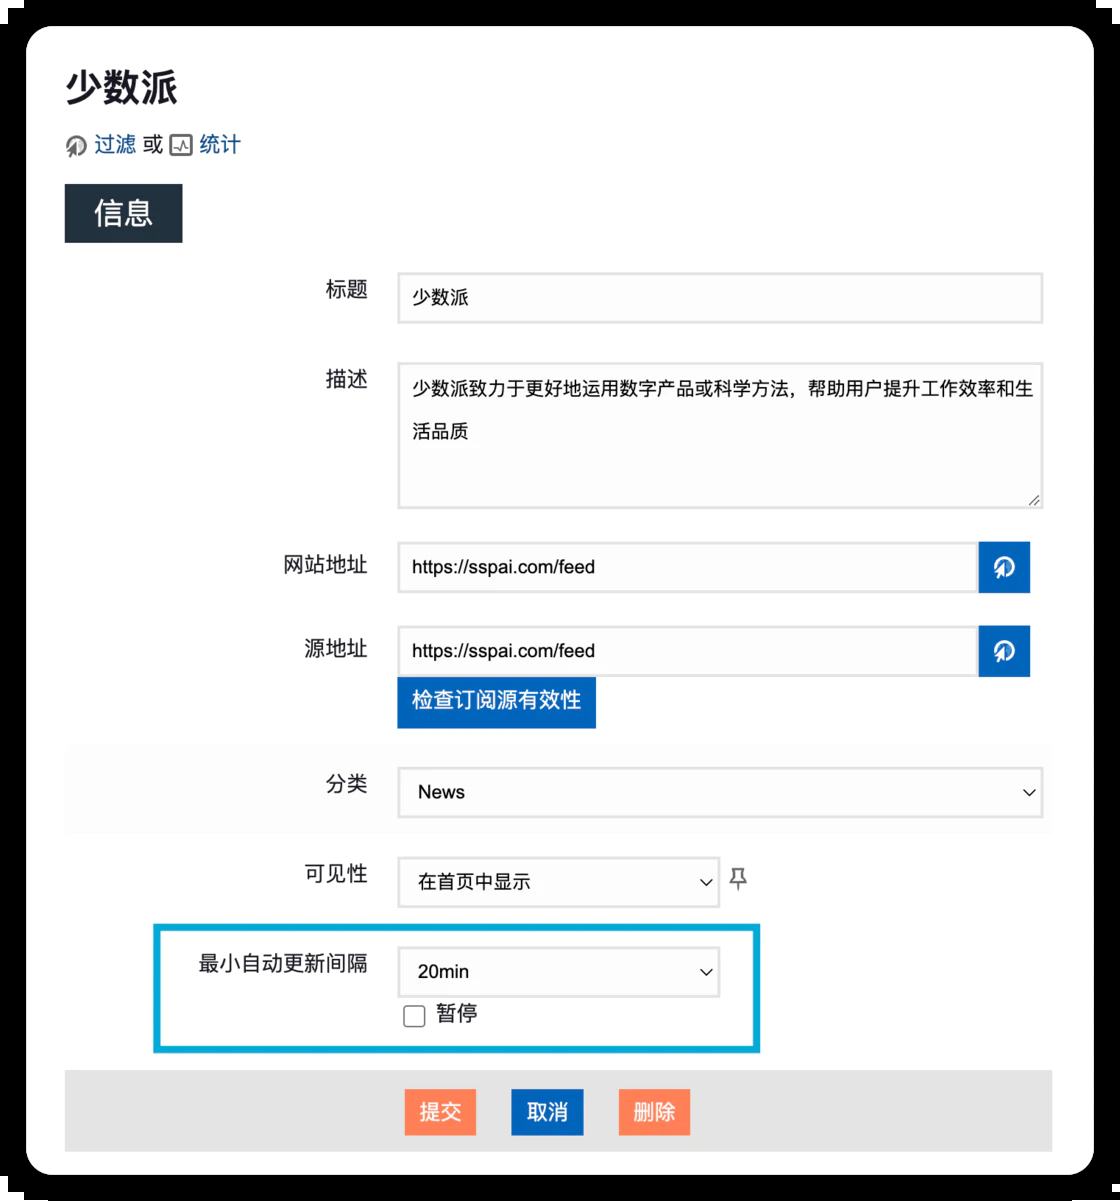 少数派
过滤 或 统计
信息
标题
少数派
描述
少数派致力于更好地运用数字产品或科学方法，帮助用户提升工作效率和生
活品质
网站地址
https://sspai.com/feed
源地址
https://sspai.com/feed
检查订阅源有效性
分类
News
可见性
在首页中显示
最小自动更新间隔
20min
暂停
提交
取消
删除